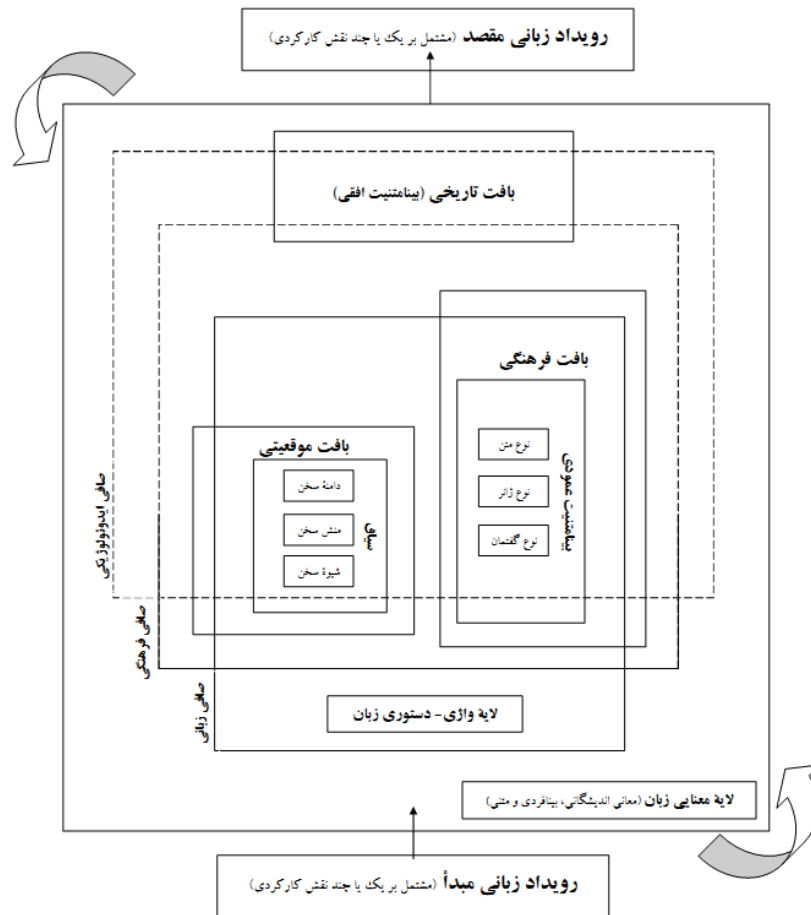 رویداد زبانی مقصد (مشتمل بر یک یا چند نقش کارکردی)
بافت تاریخی (بینامتنیت افقی)
بافت فرهنگی
بینامتنیت عمودی
نوع متن
نوع ژانر
نوع گفتمان
بافت موقعیتی
سیاق
دامنهٔ سخن
منش سخن
شیوهٔ سخن
صافی ایدوئولوژیکی
صافی فرهنگی
صافی زبانی
لایهٔ واژی- دستوری زبان
لایهٔ معنایی زبان (معانی اندیشگانی، بینافردی و متنی)
رویداد زبانی مبدأ (مشتمل بر یک یا چند نقش کارکردی)